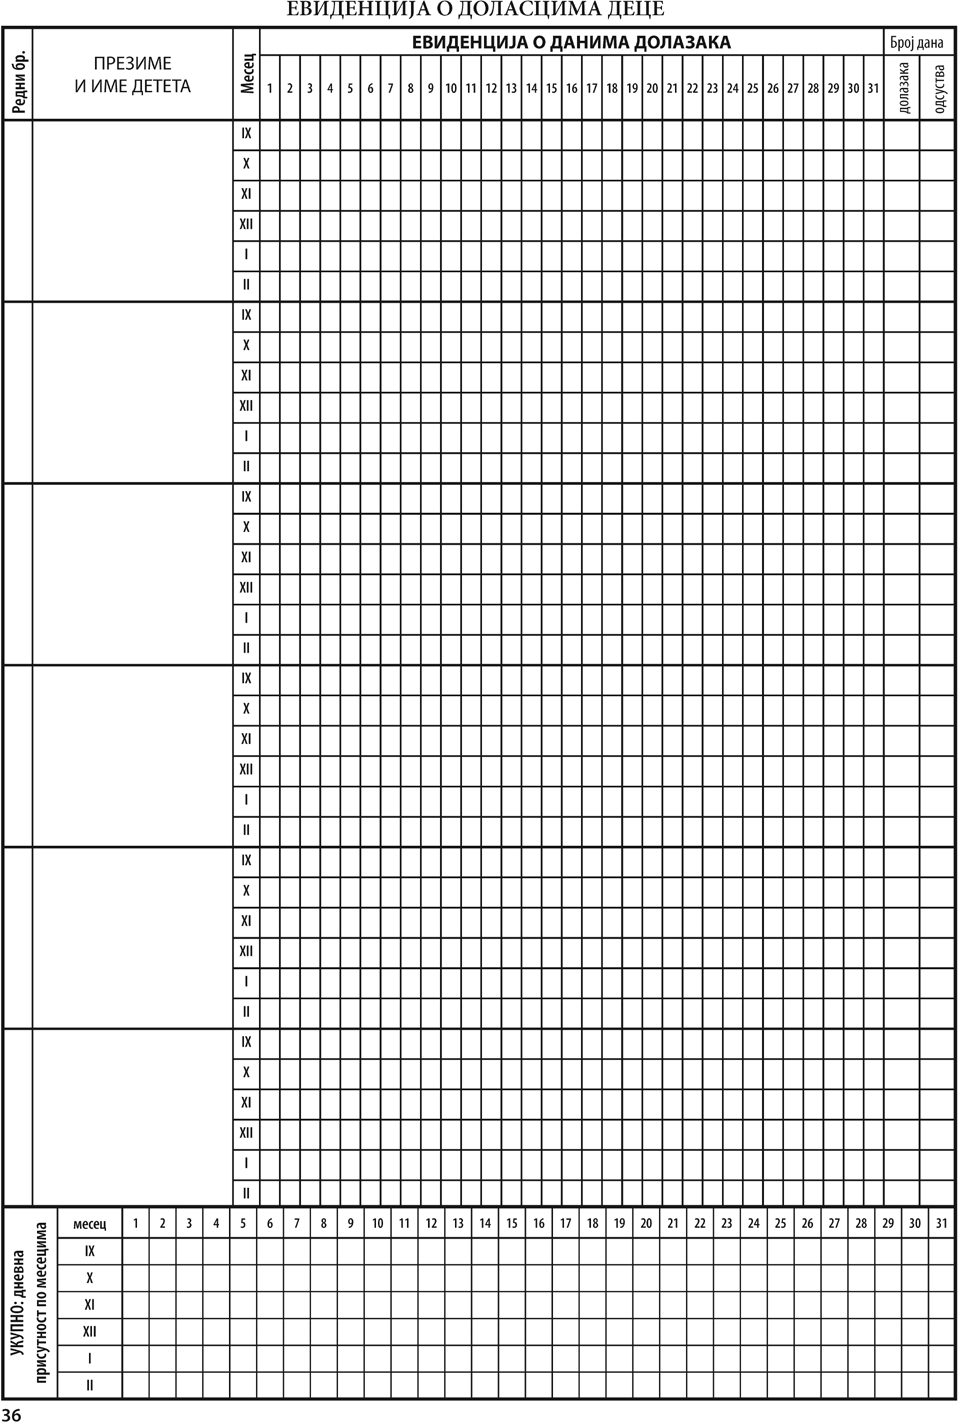 ЕВИДЕНЦИЈА О ДОЛАСЦИМА ДЕЦЕ
Редни бр.
ПРЕЗИМЕ
И ИМЕ ДЕТЕТА
Месец
ЕВИДЕНЦИЈА О ДАНИМА ДОЛАЗАКА
Број дана
1 2 3 4 5 6 7 8 9 10 11 12 13 14 15 16 17 18 19 20 21 22 23 24 25 26 27 28 29 30 31
долазака
одсуства
IX
X
XI
XII
I
II
IX
X
XI
XII
I
II
IX
X
XI
XII
I
II
IX
X
XI
XII
I
II
IX
X
XI
XII
I
II
IX
X
XI
XII
I
II
УКУПНО: дневна
присутност по месецима
месец 1 2 3 4 5 6 7 8 9 10 11 12 13 14 15 16 17 18 19 20 21 22 23 24 25 26 27 28 29 30 31
IX
X
XI
XII
I
II
36